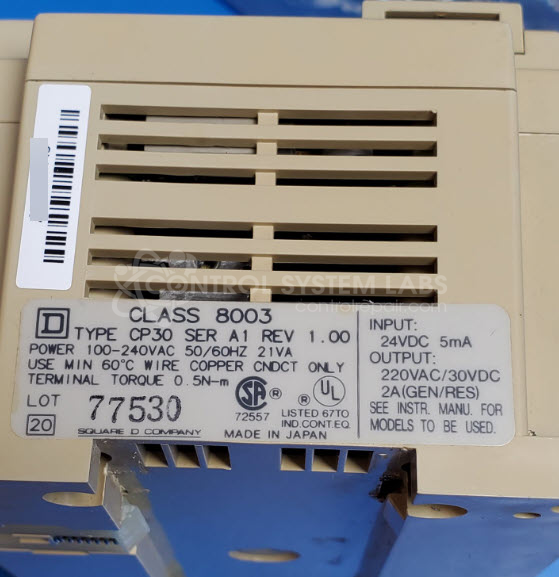 CONTROL SYSTEM LABS
controlrepair.com
D
CLASS 8003
TYPE CP30 SER A1 REV 1.00
POWER 100-240VAC 50/60HZ 21VA
USE MIN 60°C WIRE COPPER CNDCT ONLY
TERMINAL TORQUE 0.5N-m
LOT 77530
20
SQUARE D COMPANY
SA
72557
UL
LISTED 67TO
IND.CONT.EQ.
MADE IN JAPAN
INPUT:
24VDC 5mA
OUTPUT:
220VAC/30VDC
2A(GEN/RES)
SEE INSTR. MANU. FOR
MODELS TO BE USED.